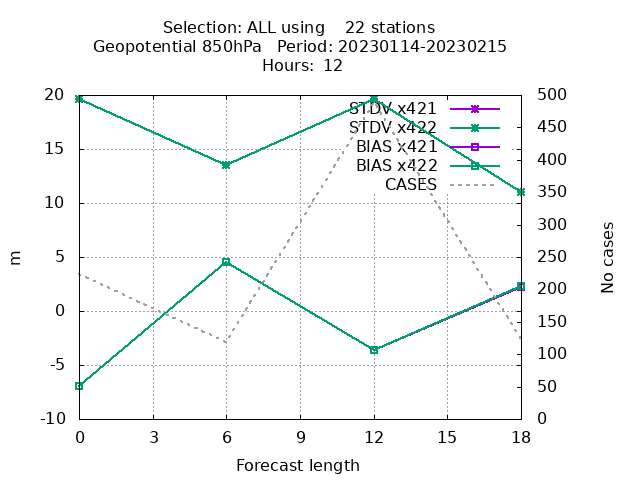 Selection: ALL using    22 stations
Geopotential 850hPa   Period: 20230114-20230215
Hours:  12
20 500
STDV x421
450
STDV x422
15 BIAS x421 400
BIAS x422
CASES 350
10
300
5 250
m No cases
200
0
150
-5 100
50
-10 0
0 3 6 9 12 15 18
Forecast length